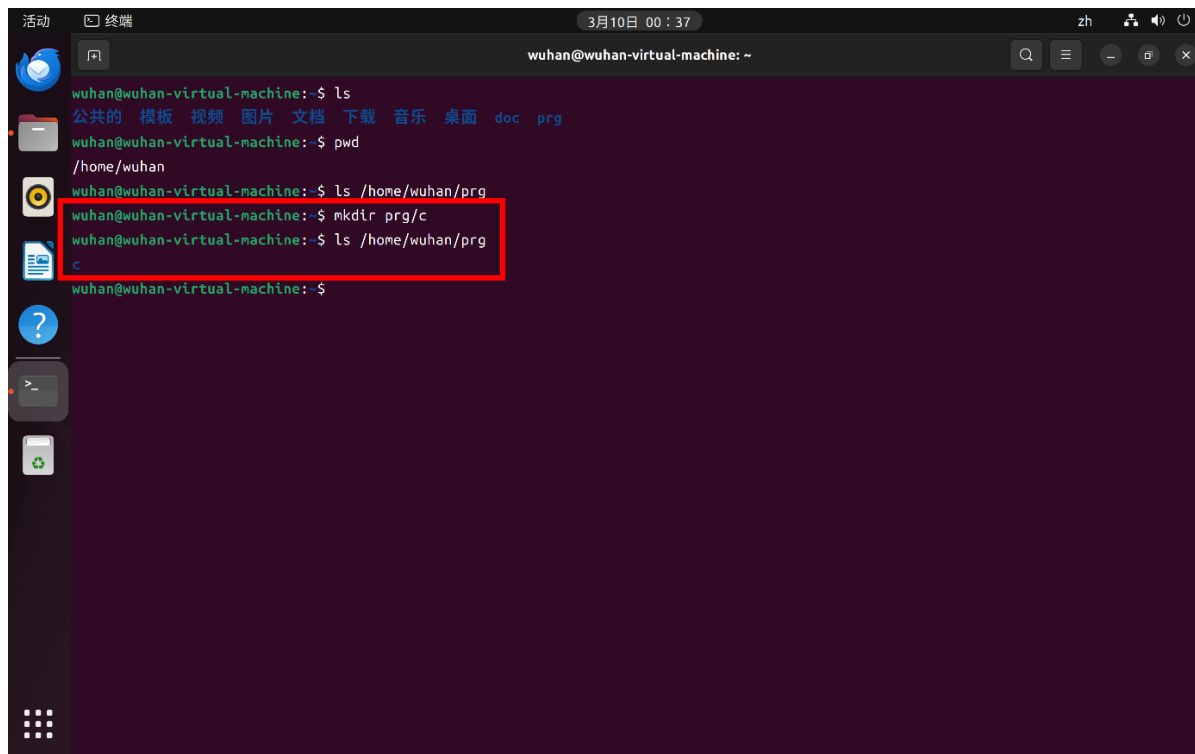 活动 终端 3月10日 00：37 zh
wuhan@wuhan-virtual-machine: ~
wuhan@wuhan-virtual-machine:~$ ls
公共的 模板 视频 图片 文档 下载 音乐 桌面 doc prg
wuhan@wuhan-virtual-machine:~$ pwd
/home/wuhan
wuhan@wuhan-virtual-machine:~$ ls /home/wuhan/prg
wuhan@wuhan-virtual-machine:~$ mkdir prg/c
wuhan@wuhan-virtual-machine:~$ ls /home/wuhan/prg
c
wuhan@wuhan-virtual-machine:~$